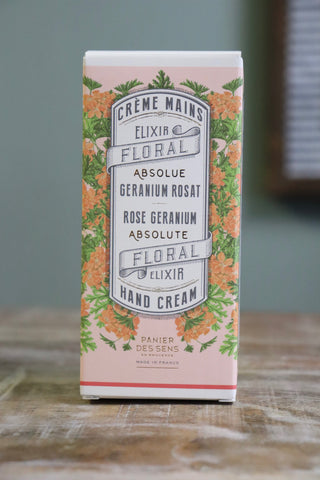 CRÈME MAINS
ELIXIR
FLORAL
ABSOLUE
GERANIUM ROSAT
ROSE GERANIUM
ABSOLUTE
FLORAL
ELIXIR
HAND CREAM
PANIER
DES SENS
EN PROVENCE
MADE IN FRANCE